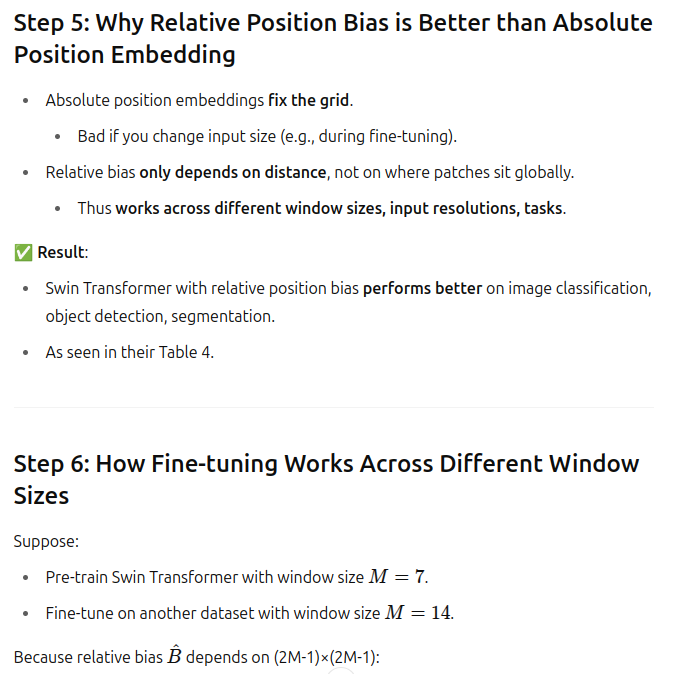 Step 5: Why Relative Position Bias is Better than Absolute
Position Embedding
• Absolute position embeddings fix the grid.
• Bad if you change input size (e.g., during fine-tuning).
• Relative bias only depends on distance, not on where patches sit globally.
• Thus works across different window sizes, input resolutions, tasks.
✅ Result:
• Swin Transformer with relative position bias performs better on image classification,
object detection, segmentation.
• As seen in their Table 4.
Step 6: How Fine-tuning Works Across Different Window
Sizes
Suppose:
• Pre-train Swin Transformer with window size M = 7.
• Fine-tune on another dataset with window size M = 14.
Because relative bias B̂ depends on (2M-1)×(2M-1):